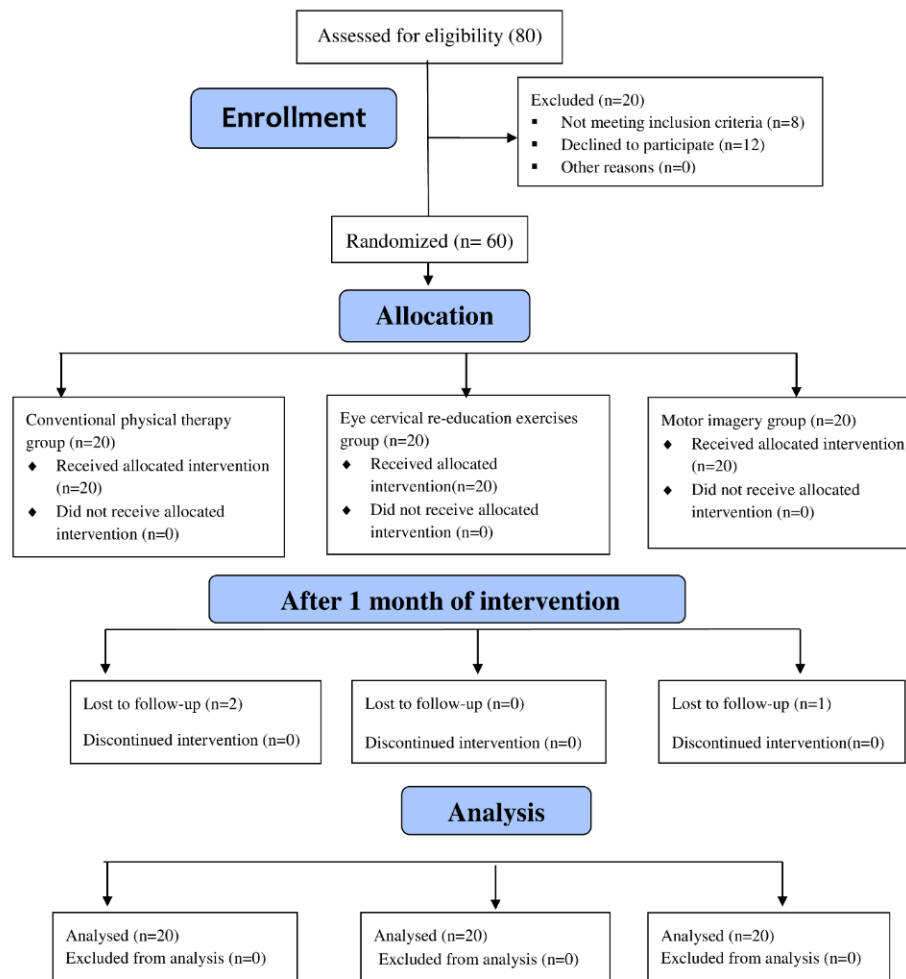 Assessed for eligibility (80)
Enrollment
Excluded (n=20)
▪ Not meeting inclusion criteria (n=8)
▪ Declined to participate (n=12)
▪ Other reasons (n=0)
Randomized (n= 60)
Allocation
Conventional physical therapy
group (n=20)
♦ Received allocated intervention
(n=20)
♦ Did not receive allocated
intervention (n=0)
Eye cervical re-education exercises
group (n=20)
♦ Received allocated
intervention(n=20)
♦ Did not receive allocated
intervention (n=0)
Motor imagery group (n=20)
♦ Received allocated intervention
(n=20)
♦ Did not receive allocated
intervention (n=0)
After 1 month of intervention
Lost to follow-up (n=2)
Discontinued intervention (n=0)
Lost to follow-up (n=0)
Discontinued intervention (n=0)
Lost to follow-up (n=1)
Discontinued intervention(n=0)
Analysis
Analysed (n=20)
Excluded from analysis (n=0)
Analysed (n=20)
Excluded from analysis (n=0)
Analysed (n=20)
Excluded from analysis (n=0)